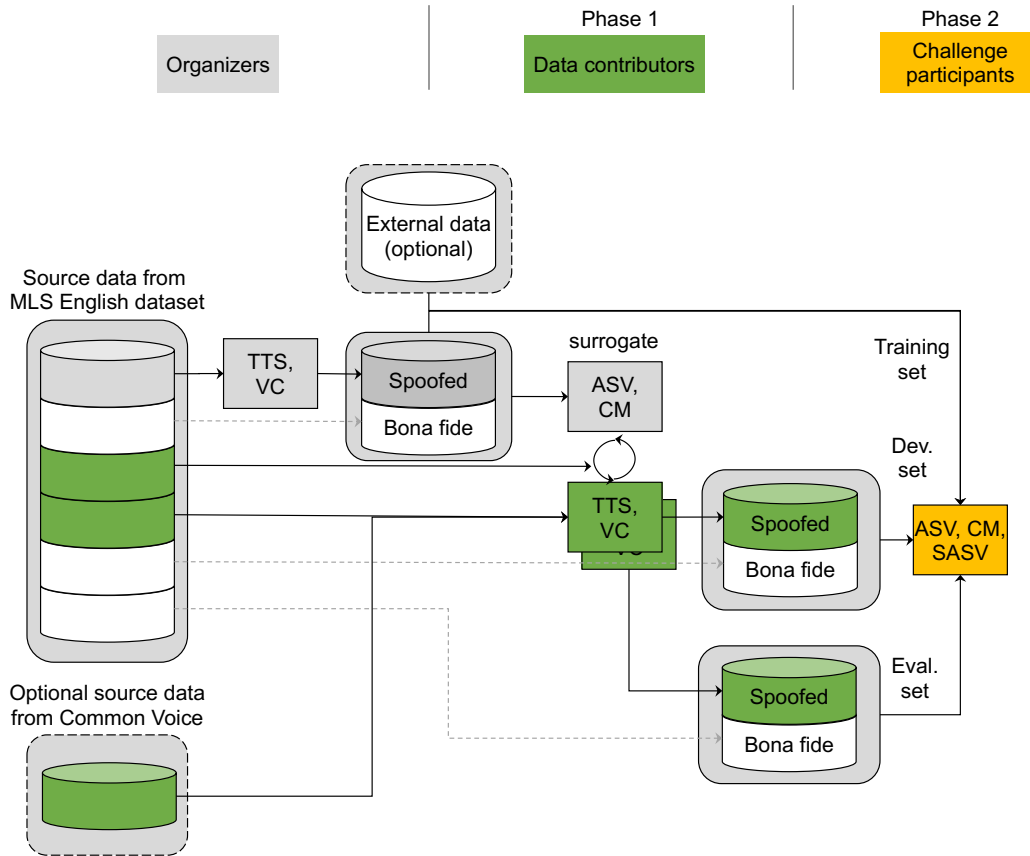 Phase 1
Phase 2
Organizers
Data contributors
Challenge
participants
External data
(optional)
Source data from
MLS English dataset
surrogate
Training
set
TTS,
VC
Spoofed
Bona fide
ASV,
CM
Dev.
set
TTS,
VC
VC
Spoofed
Bona fide
ASV, CM,
SASV
Eval.
set
Optional source data
from Common Voice
Spoofed
Bona fide